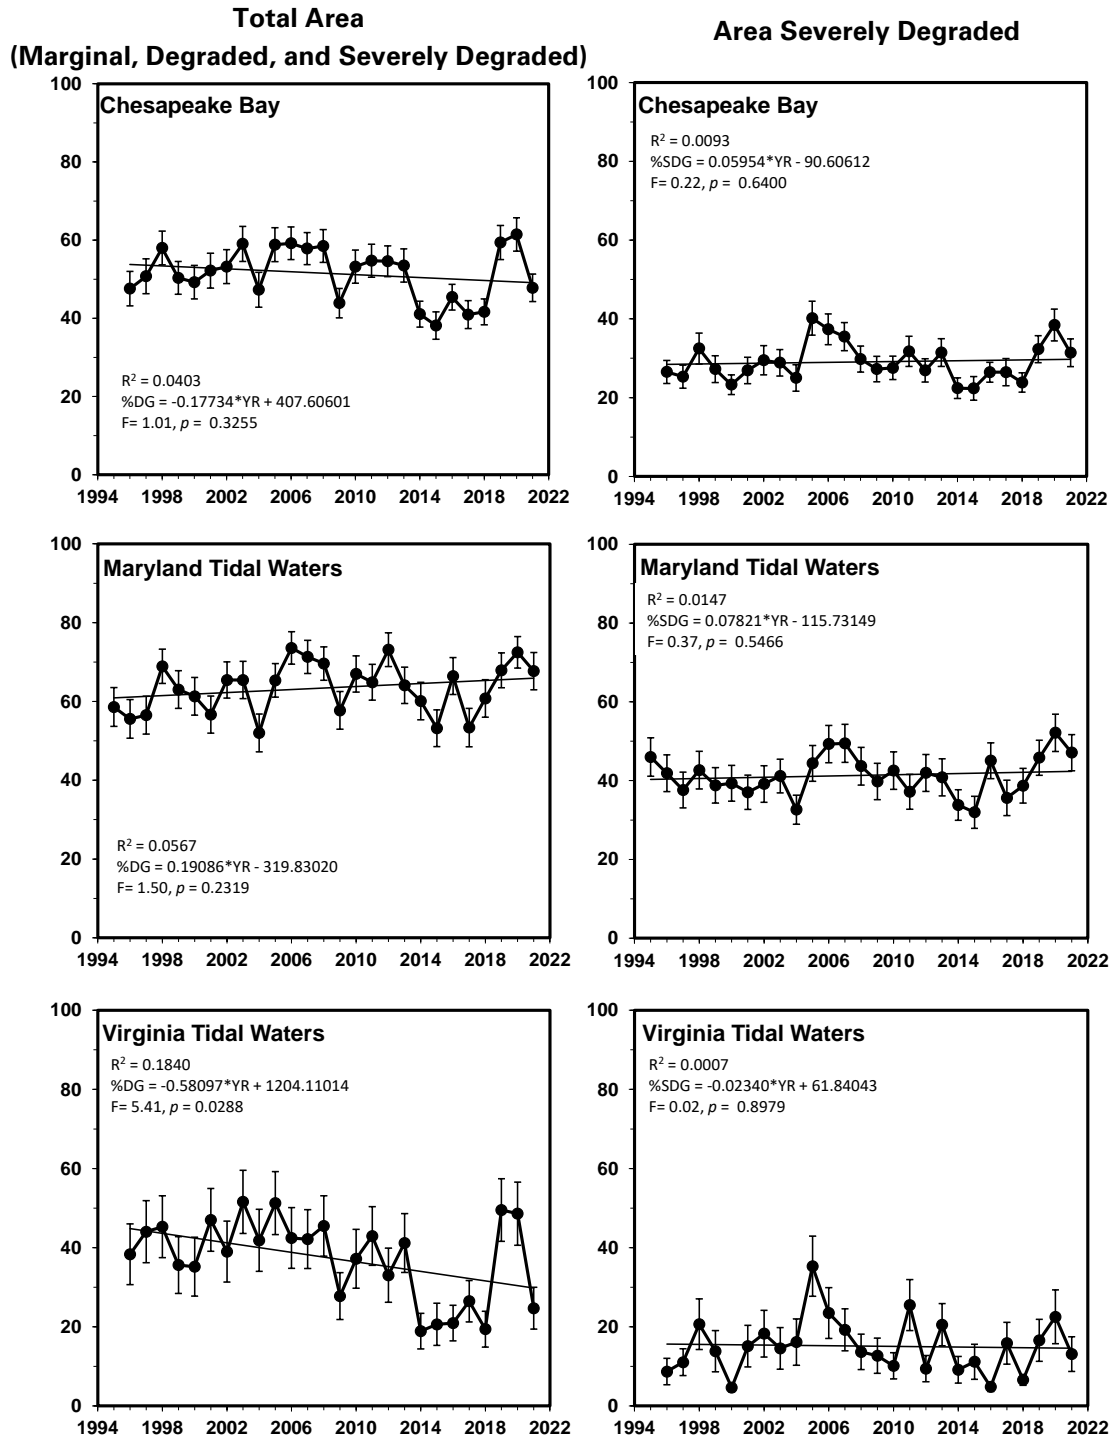 Total Area
(Marginal, Degraded, and Severely Degraded)
Area Severely Degraded
Chesapeake Bay
R² = 0.0403
%DG = -0.17734*YR + 407.60601
F= 1.01, p = 0.3255
100
80
60
40
20
0
1994 1998 2002 2006 2010 2014 2018 2022
Chesapeake Bay
R² = 0.0093
%SDG = 0.05954*YR - 90.60612
F= 0.22, p = 0.6400
100
80
60
40
20
0
1994 1998 2002 2006 2010 2014 2018 2022
Maryland Tidal Waters
R² = 0.0567
%DG = 0.19086*YR - 319.83020
F= 1.50, p = 0.2319
100
80
60
40
20
0
1994 1998 2002 2006 2010 2014 2018 2022
Maryland Tidal Waters
R² = 0.0147
%SDG = 0.07821*YR - 115.73149
F= 0.37, p = 0.5466
100
80
60
40
20
0
1994 1998 2002 2006 2010 2014 2018 2022
Virginia Tidal Waters
R² = 0.1840
%DG = -0.58097*YR + 1204.11014
F= 5.41, p = 0.0288
100
80
60
40
20
0
1994 1998 2002 2006 2010 2014 2018 2022
Virginia Tidal Waters
R² = 0.0007
%SDG = -0.02340*YR + 61.84043
F= 0.02, p = 0.8979
100
80
60
40
20
0
1994 1998 2002 2006 2010 2014 2018 2022